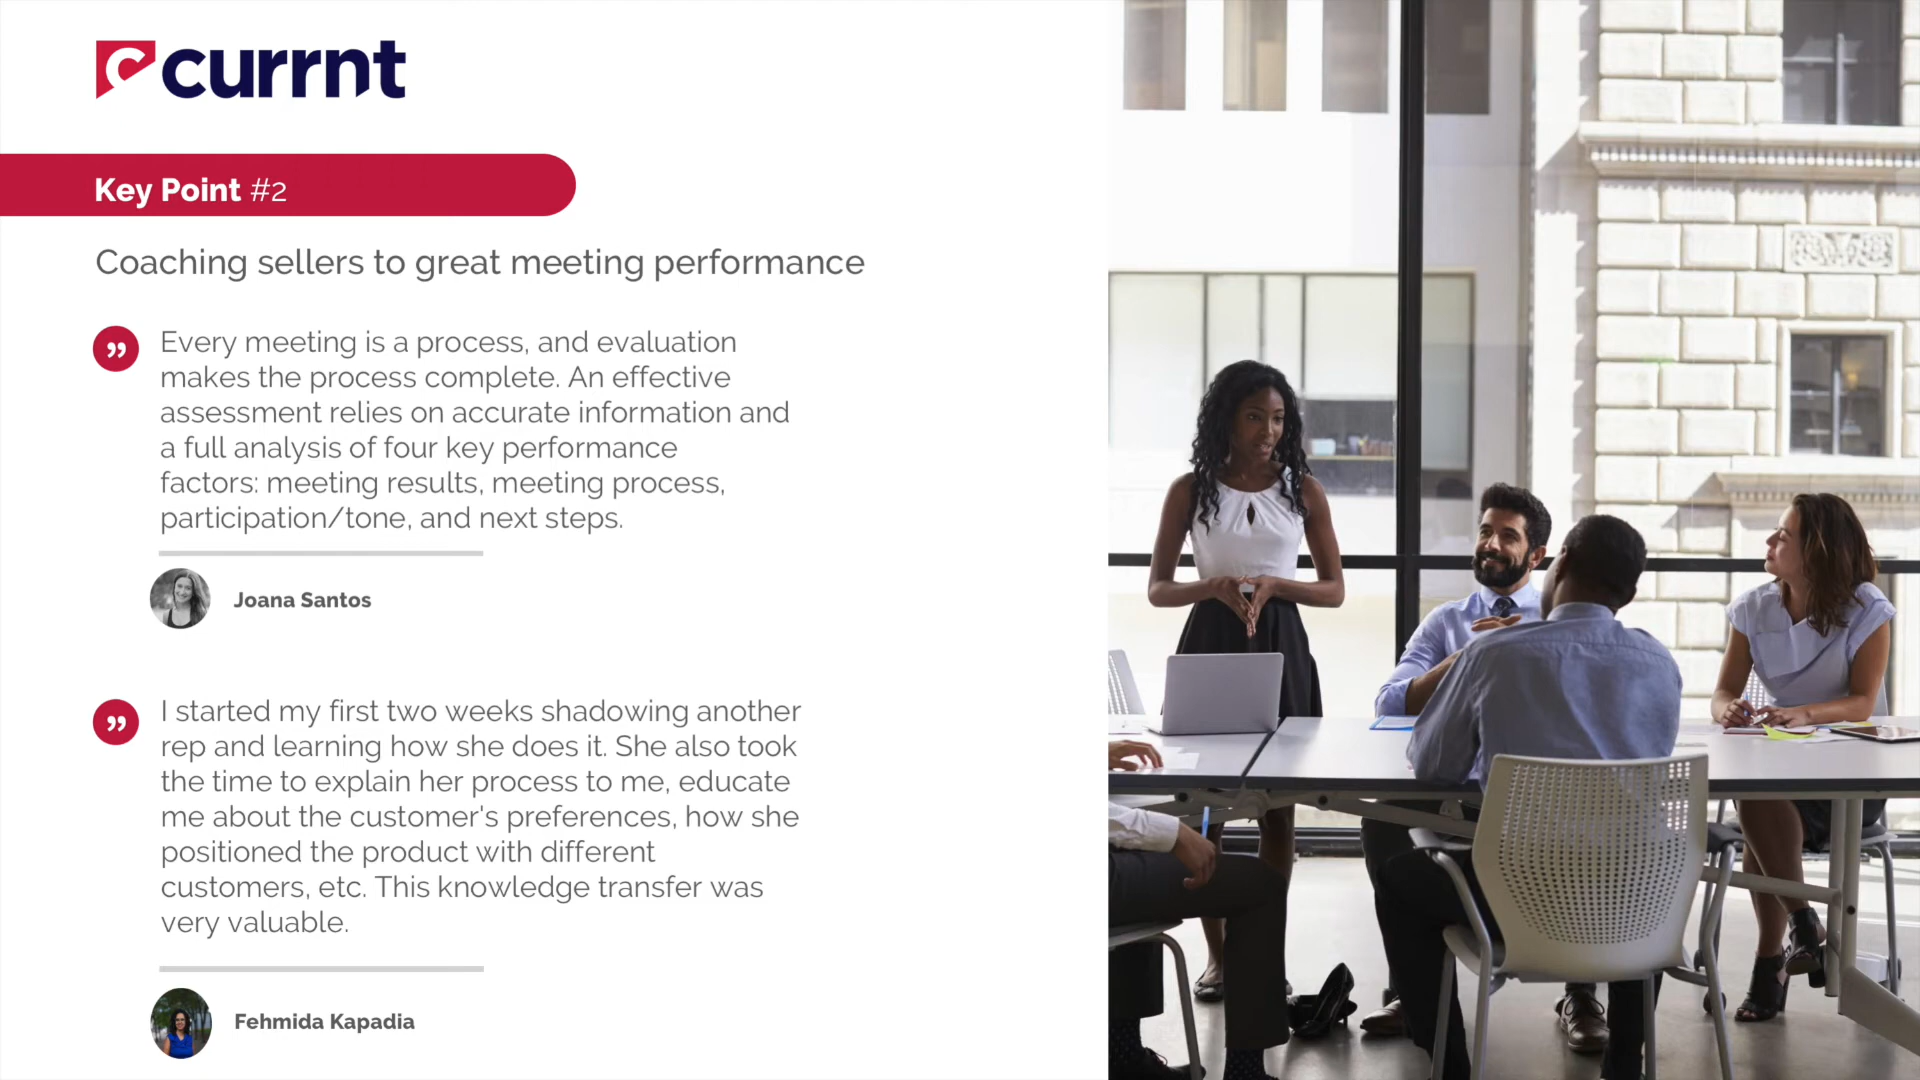 currnt
Key Point #2
Coaching sellers to great meeting performance
Every meeting is a process, and evaluation
makes the process complete. An effective
assessment relies on accurate information and
a full analysis of four key performance
factors: meeting results, meeting process,
participation/tone, and next steps.
Joana Santos
I started my first two weeks shadowing another
rep and learning how she does it. She also took
the time to explain her process to me, educate
me about the customer's preferences, how she
positioned the product with different
customers, etc. This knowledge transfer was
very valuable.
Fehmida Kapadia